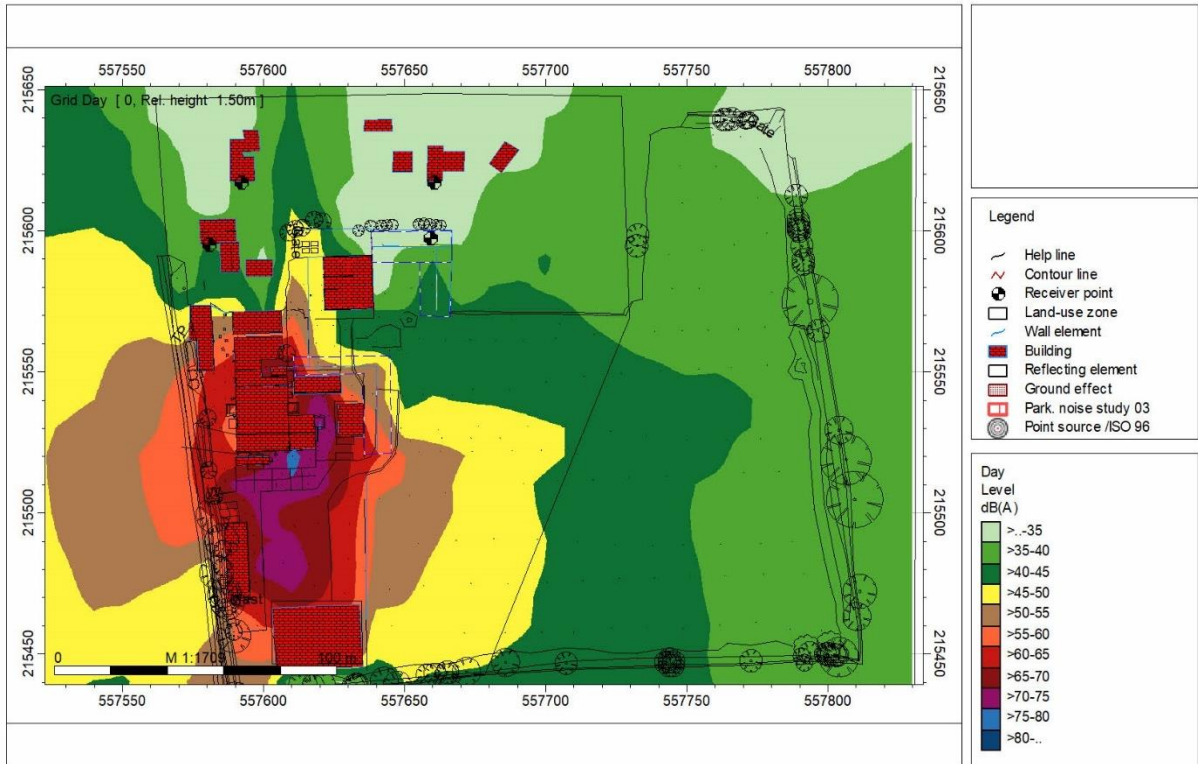 557550 557600 557650 557700 557750 557800
215650 215650
Grid Day [ 0, Rel. height 1.50m ]
215600 215600
215550 215550
215500 215500
215450 215450
557550 557600 557650 557700 557750 557800
Legend
Help line
Contour line
Receiver point
Land-use zone
Wall element
Building
Reflecting element
Ground effect
Park. noise study 03
Point source /ISO 96
Day
Level
dB(A)
>..-35
>35-40
>40-45
>45-50
>50-55
>55-60
>60-65
>65-70
>70-75
>75-80
>80-..